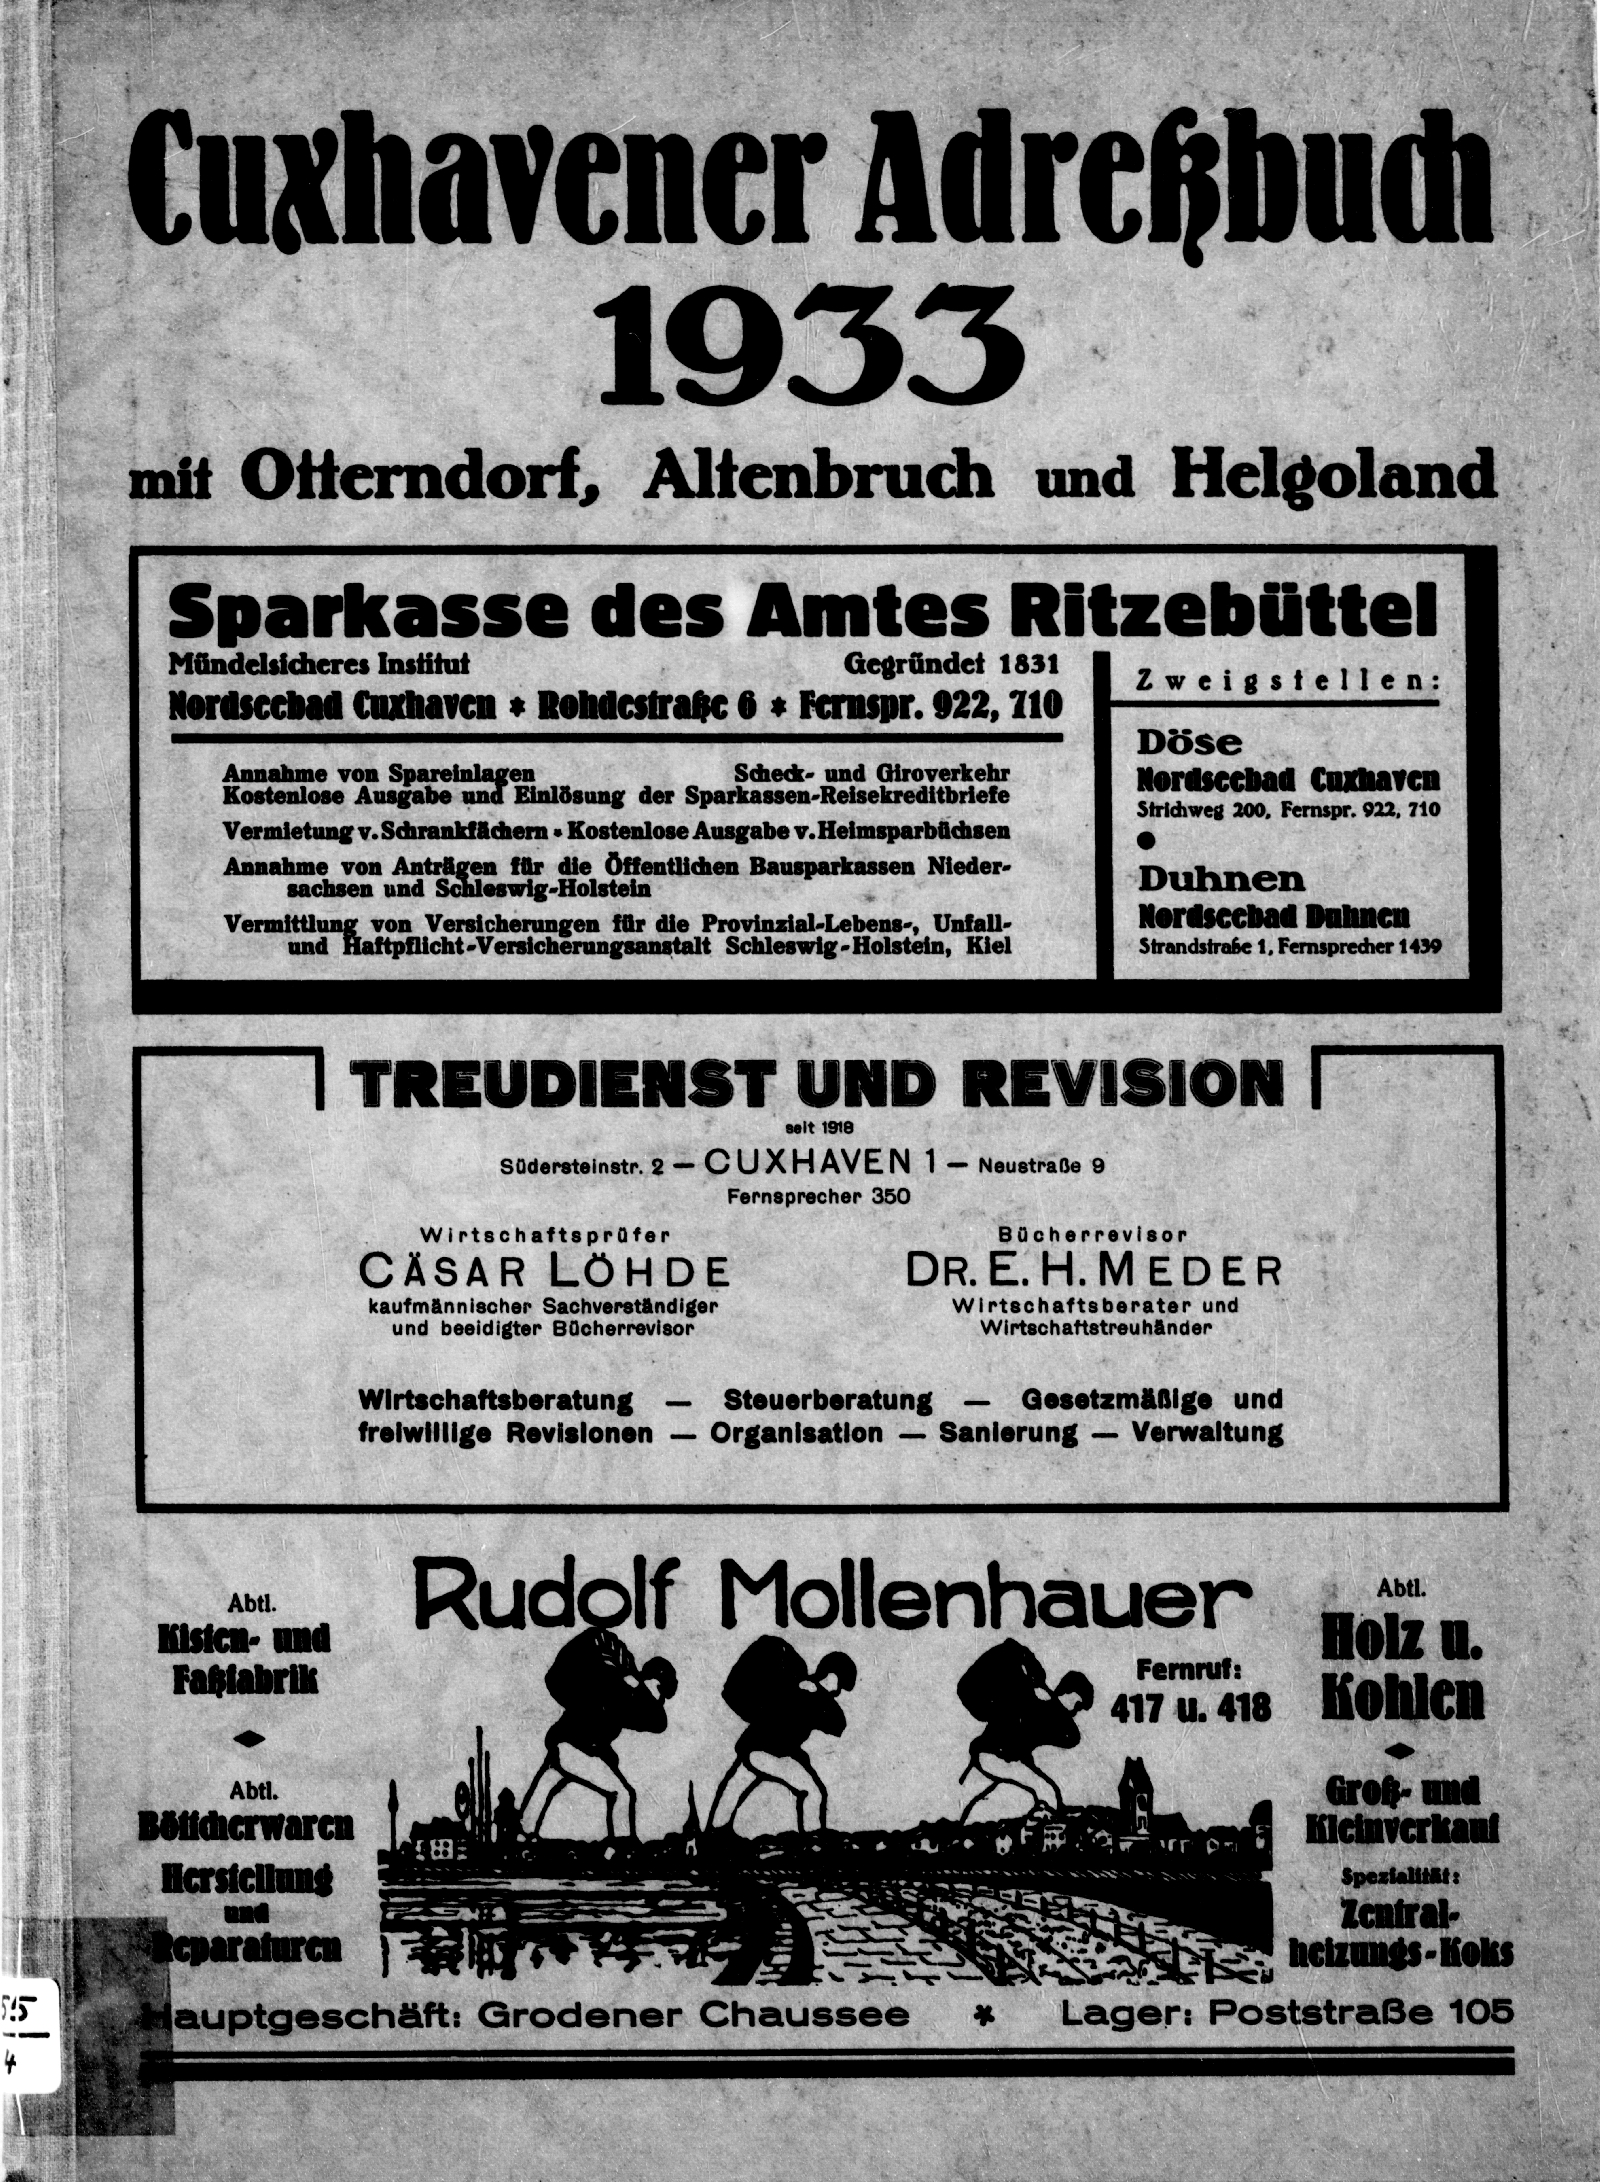 Cuxhavener Adreßbuch
1933
mit Otterndorf, Altenbruch und Helgoland
Sparkasse des Amtes Ritzebüttel
Mündelsicheres Institut Gegründet 1831
Nordseebad Cuxhaven * Rohdestraße 6 * Fernspr. 922, 710
Annahme von Spareinlagen Scheck- und Giroverkehr
Kostenlose Ausgabe und Einlösung der Sparkassen-Reisekreditbriefe
Vermietung v. Schrankfächern • Kostenlose Ausgabe v. Heimsparbüchsen
Annahme von Anträgen für die Öffentlichen Bausparkassen Nieder-
sachsen und Schleswig-Holstein
Vermittlung von Versicherungen für die Provinzial-Lebens-, Unfall-
und Haftpflicht-Versicherungsanstalt Schleswig-Holstein, Kiel
Zweigstellen:
Döse
Nordseebad Cuxhaven
Strichweg 200, Fernspr. 922, 710
●
Duhnen
Nordseebad Duhnen
Strandstraße 1, Fernsprecher 1439
TREUDIENST UND REVISION
seit 1918
Südersteinstr. 2 — CUXHAVEN 1 — Neustraße 9
Fernsprecher 350
Wirtschaftsprüfer
CÄSAR LÖHDE
kaufmännischer Sachverständiger
und beeidigter Bücherrevisor
Bücherrevisor
DR. E. H. MEDER
Wirtschaftsberater und
Wirtschaftstreuhänder
Wirtschaftsberatung — Steuerberatung — Gesetzmäßige und
freiwillige Revisionen — Organisation — Sanierung — Verwaltung
Rudolf Mollenhauer
Abtl.
Kisten- und
Faßfabrik
Abtl.
Böttcherwaren
Herstellung
und
Reparaturen
Fernruf:
417 u. 418
Abtl.
Holz u.
Kohlen
Groß- und
Kleinverkauf
Spezialität:
Zentral-
heizungs-Koks
Hauptgeschäft: Grodener Chaussee * Lager: Poststraße 105
4